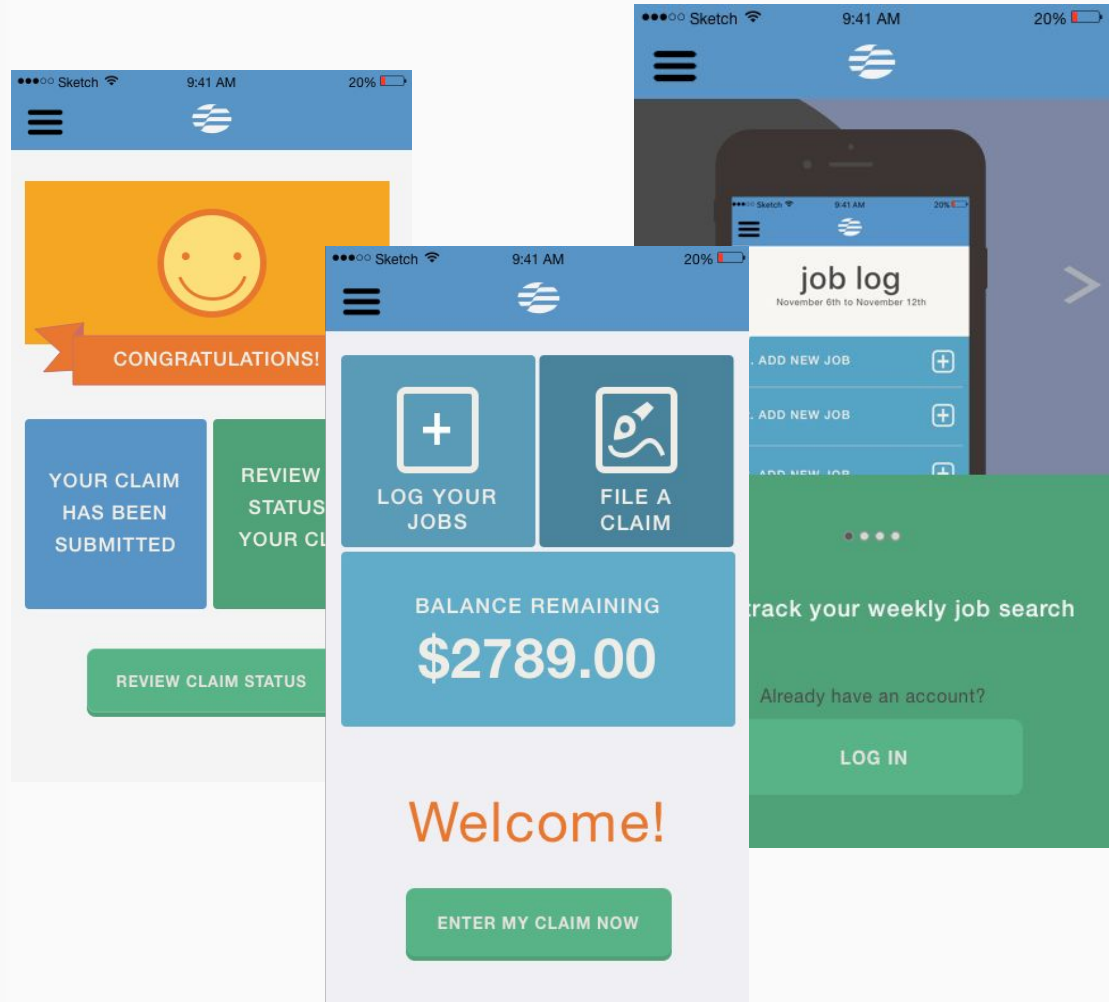 Sketch 9:41 AM 20%
CONGRATULATIONS!
YOUR CLAIM
HAS BEEN
SUBMITTED
REVIEW
STATUS
YOUR
REVIEW CLAIM STATUS
Sketch 9:41 AM 20%
LOG YOUR
JOBS
FILE A
CLAIM
BALANCE REMAINING
$2789.00
Welcome!
ENTER MY CLAIM NOW
Sketch 9:41 AM 20%
Sketch 9:41 AM 20%
job log
November 6th to November 12th
. ADD NEW JOB
. ADD NEW JOB
ADD NEW JOB
track your weekly job search
Already have an account?
LOG IN